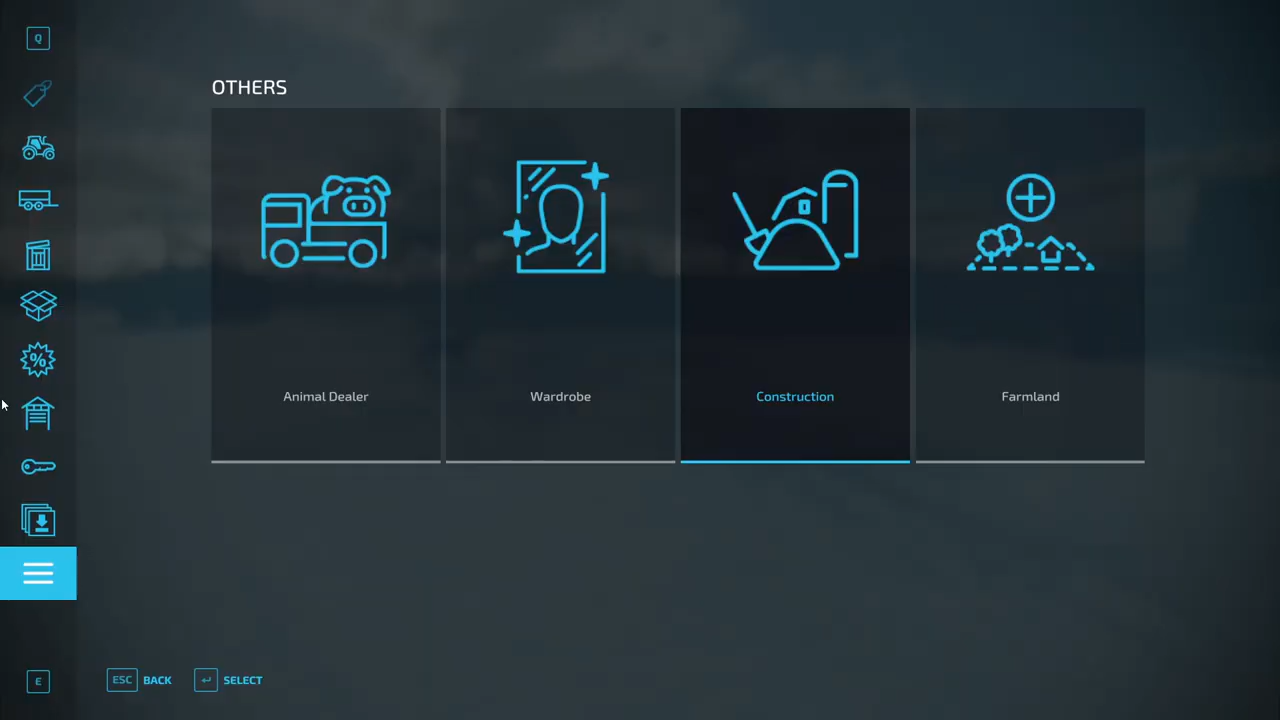 Q
OTHERS
%
Animal Dealer
Wardrobe
Construction
Farmland
E
ESC BACK
SELECT